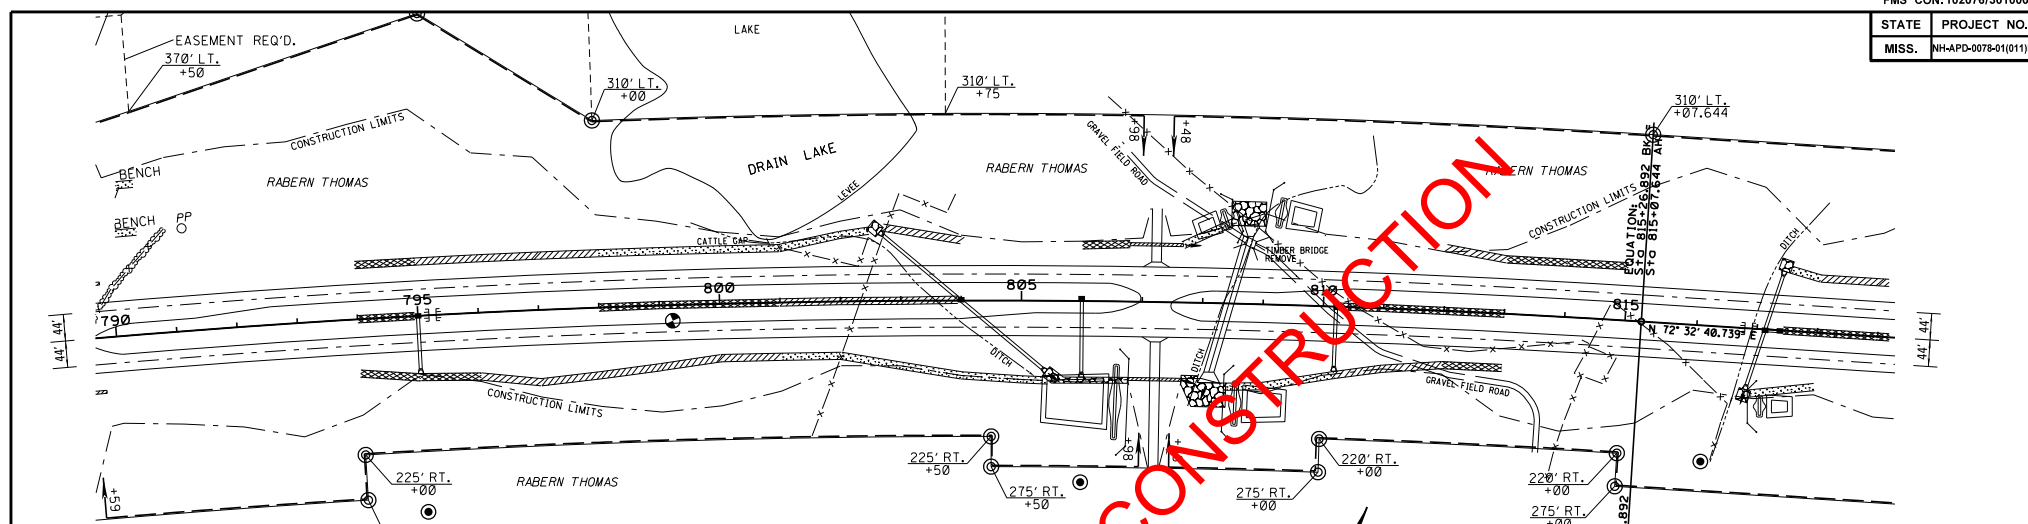 FMS CON. 102076/301000
STATE PROJECT NO.
MISS. NH-APD-0078-01(011)
EASEMENT REQ'D.
370' LT.
+50
LAKE
310' LT.
+00
310' LT.
+75
310' LT.
+07.644
CONSTRUCTION LIMITS
DRAIN LAKE
GRAVEL FIELD ROAD
+98
+48
BENCH
RABERN THOMAS
LEVEE
RABERN THOMAS
RABERN THOMAS
CONSTRUCTION LIMITS
EQUATION:
Sta 815+26.892 BK
Sta 815+07.644 AH
BENCH
PP
CATTLE GAP
TIMBER BRIDGE
REMOVE
DITCH
790
795
800
805
810
815
N 72° 32' 40.739" E
44'
44'
44'
44'
DITCH
DITCH
CONSTRUCTION LIMITS
GRAVEL FIELD ROAD
CONSTRUCTION
225' RT.
+00
RABERN THOMAS
225' RT.
+50
275' RT.
+50
+98
220' RT.
+00
275' RT.
+00
220' RT.
+00
275' RT.
+00
+59
.892